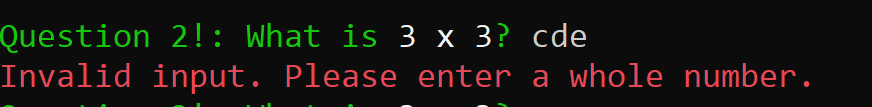 Question 2!: What is 3 x 3? cde
Invalid input. Please enter a whole number.